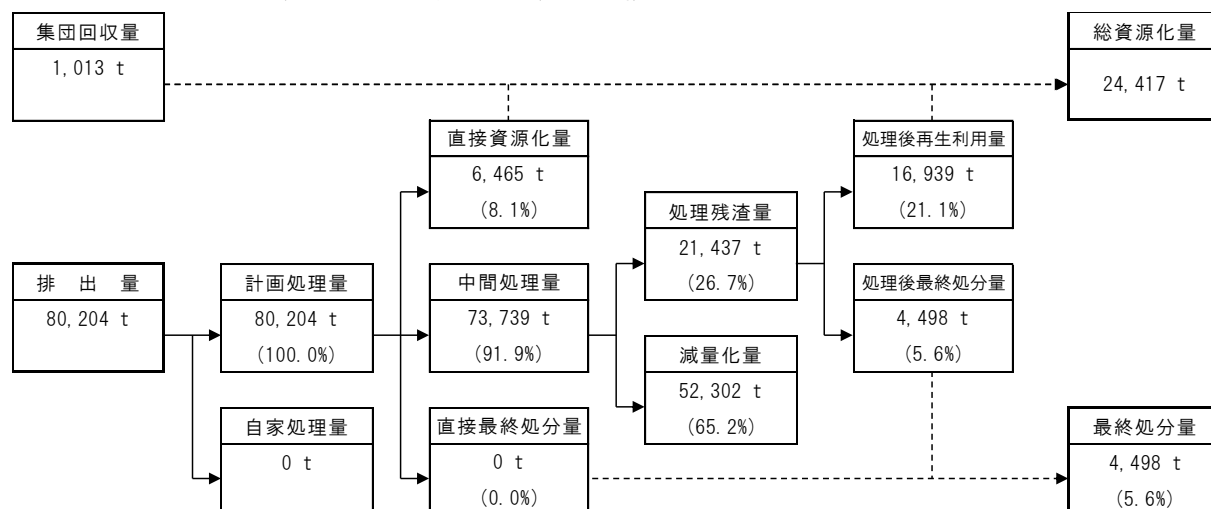 集団回収量
1,013 t
総資源化量
24,417 t
直接資源化量
6,465 t
(8.1%)
処理後再生利用量
16,939 t
(21.1%)
処理残渣量
21,437 t
(26.7%)
排 出 量
80,204 t
計画処理量
80,204 t
(100.0%)
中間処理量
73,739 t
(91.9%)
処理後最終処分量
4,498 t
(5.6%)
減量化量
52,302 t
(65.2%)
自家処理量
0 t
直接最終処分量
0 t
(0.0%)
最終処分量
4,498 t
(5.6%)